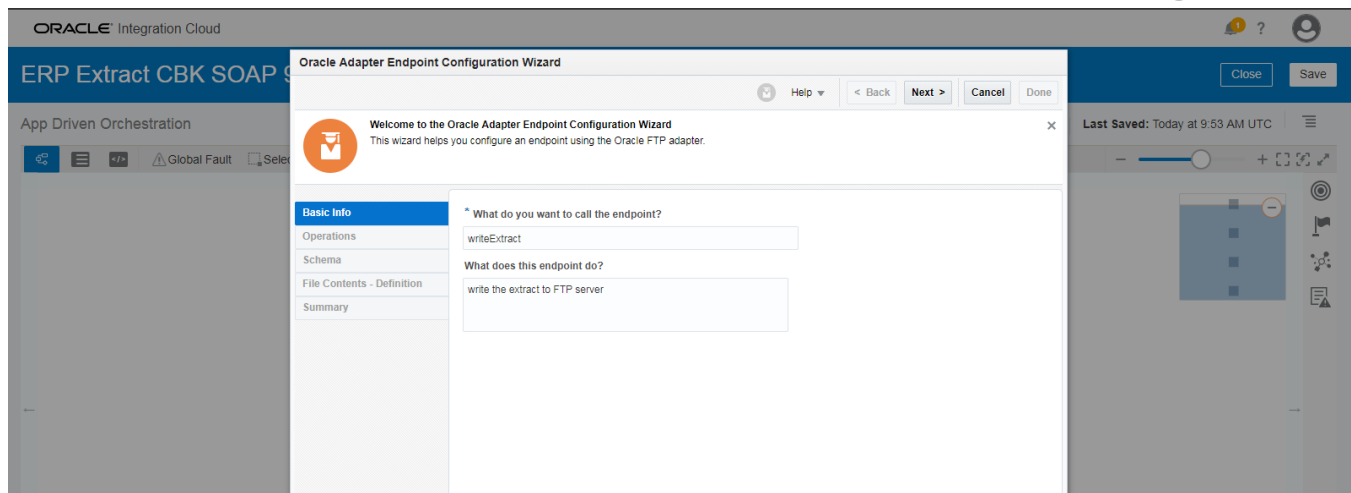 ORACLE Integration Cloud
1
?
ERP Extract CBK SOAP
Close
Save
App Driven Orchestration
Last Saved: Today at 9:53 AM UTC
Global Fault
Selec
Oracle Adapter Endpoint Configuration Wizard
Help
< Back
Next >
Cancel
Done
Welcome to the Oracle Adapter Endpoint Configuration Wizard
This wizard helps you configure an endpoint using the Oracle FTP adapter.
Basic Info
Operations
Schema
File Contents - Definition
Summary
* What do you want to call the endpoint?
writeExtract
What does this endpoint do?
write the extract to FTP server